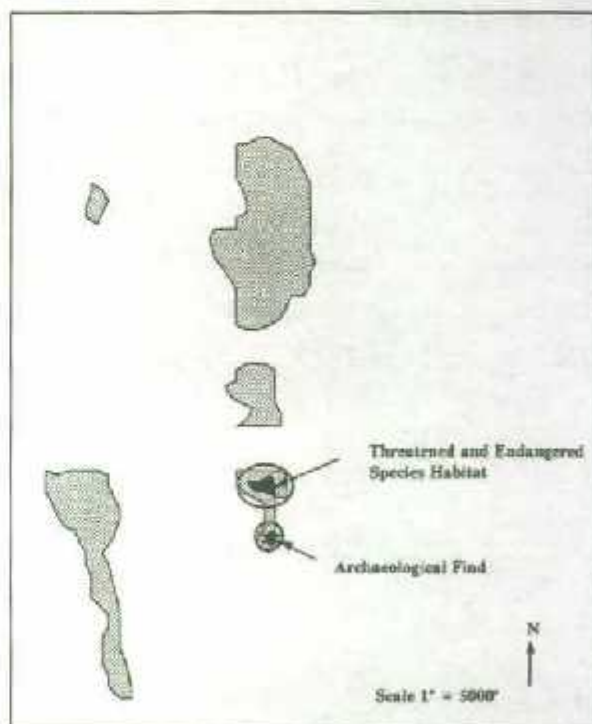 Threatened and Endangered
Species Habitat
Archaeological Find
N
Scale 1" = 5000'